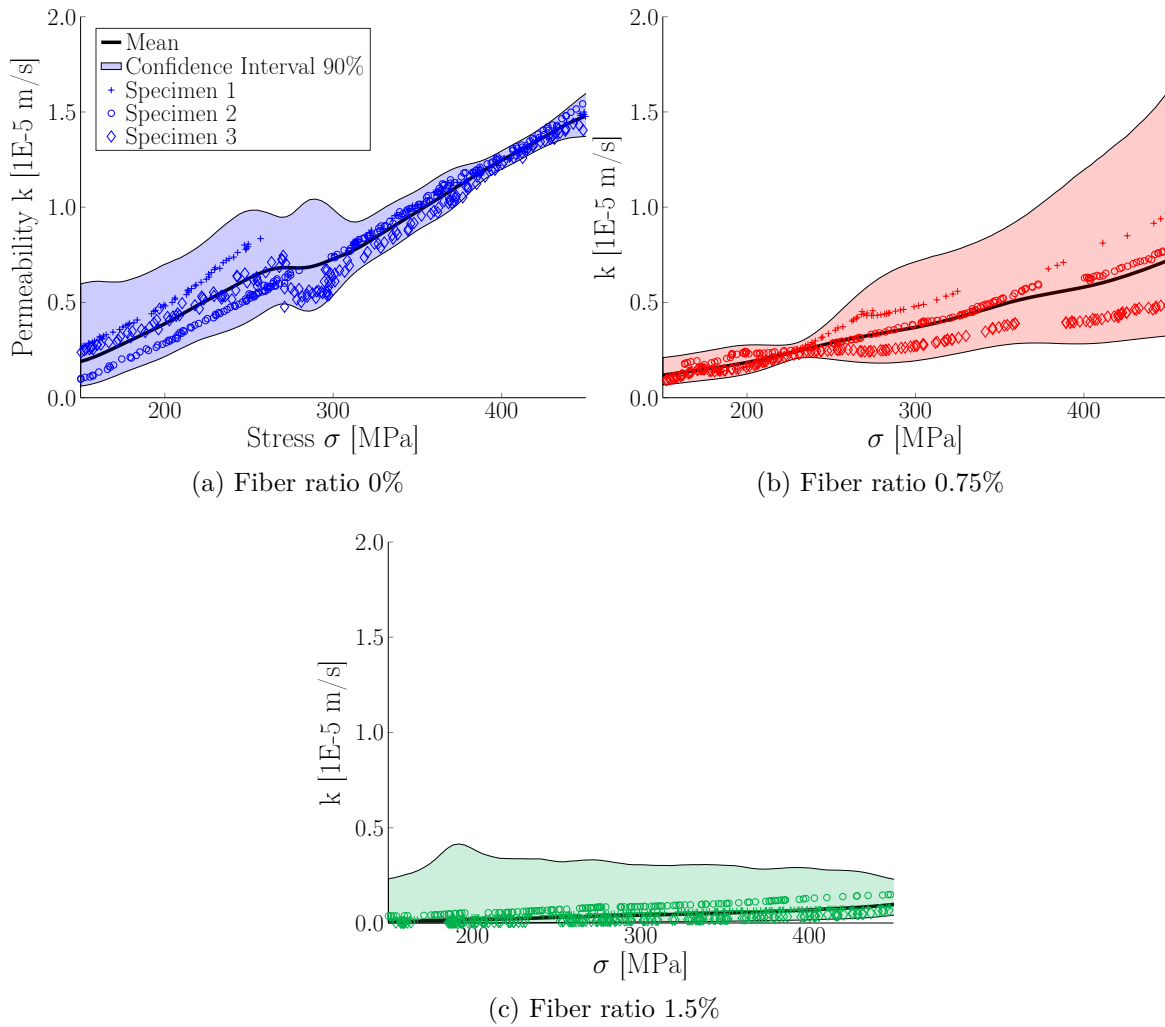 2.0
1.5
1.0
0.5
0.0
Permeability k [1E-5 m/s]
Mean
Confidence Interval 90%
Specimen 1
Specimen 2
Specimen 3
200
300
400
Stress σ [MPa]
(a) Fiber ratio 0%
2.0
1.5
1.0
0.5
0.0
k [1E-5 m/s]
200
300
400
σ [MPa]
(b) Fiber ratio 0.75%
2.0
1.5
1.0
0.5
0.0
k [1E-5 m/s]
200
300
400
σ [MPa]
(c) Fiber ratio 1.5%